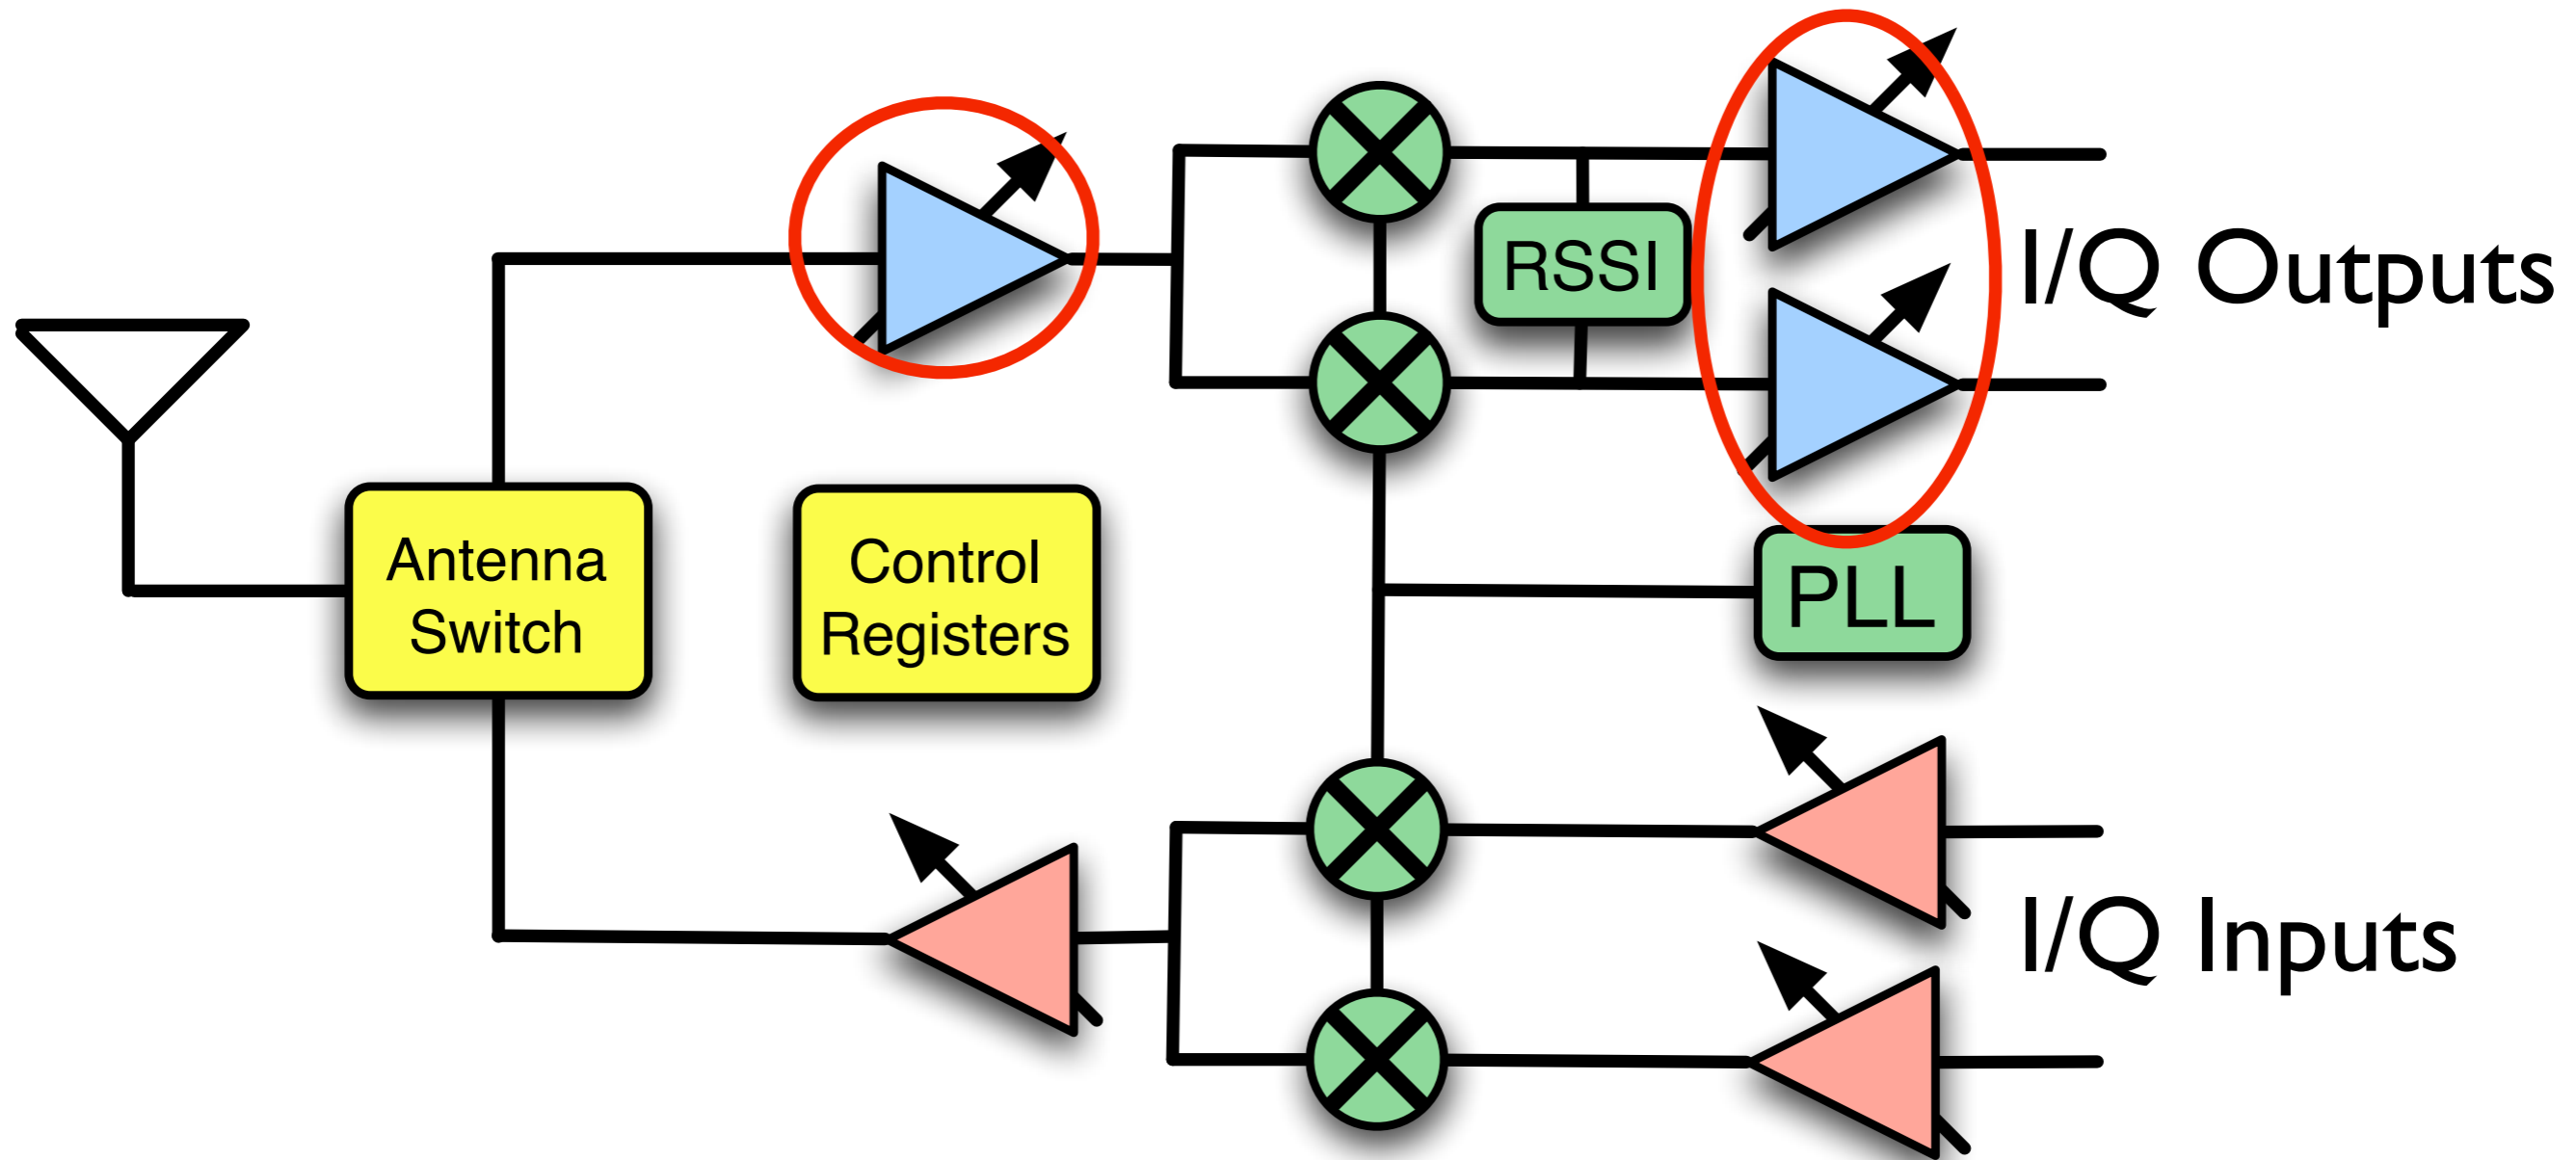 RSSI
I/Q Outputs
Antenna
Switch
Control
Registers
PLL
I/Q Inputs